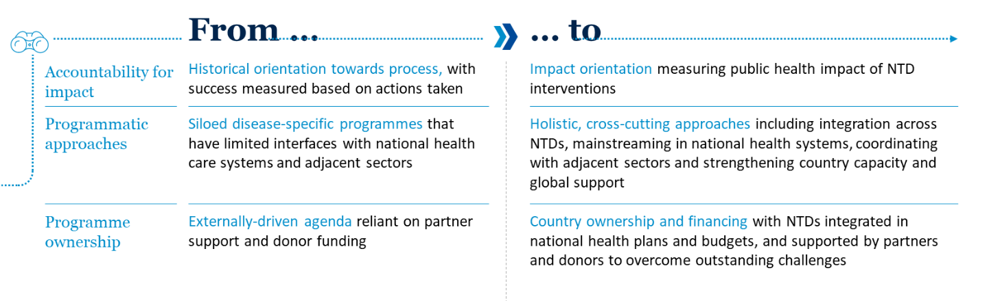 From ...
... to
Accountability for
impact
Historical orientation towards process, with
success measured based on actions taken
Impact orientation measuring public health impact of NTD
interventions
Programmatic
approaches
Siloed disease-specific programmes that
have limited interfaces with national health
care systems and adjacent sectors
Holistic, cross-cutting approaches including integration across
NTDs, mainstreaming in national health systems, coordinating
with adjacent sectors and strengthening country capacity and
global support
Programme
ownership
Externally-driven agenda reliant on partner
support and donor funding
Country ownership and financing with NTDs integrated in
national health plans and budgets, and supported by partners
and donors to overcome outstanding challenges